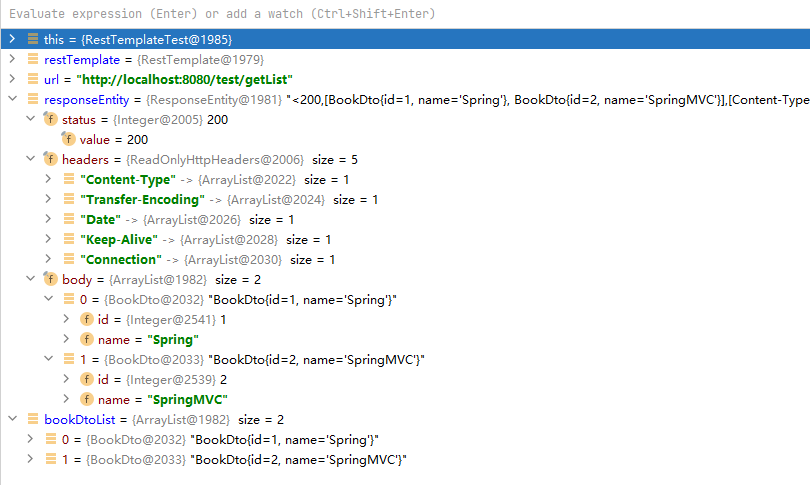 Evaluate expression (Enter) or add a watch (Ctrl+Shift+Enter)
this = {RestTemplateTest@1985}
restTemplate = {RestTemplate@1979}
url = "http://localhost:8080/test/getList"
responseEntity = {ResponseEntity@1981} "<200,[BookDto{id=1, name='Spring'}, BookDto{id=2, name='SpringMVC'}],[Content-Type
f status = {Integer@2005} 200
f value = 200
f headers = {ReadOnlyHttpHeaders@2006} size = 5
"Content-Type" -> {ArrayList@2022} size = 1
"Transfer-Encoding" -> {ArrayList@2024} size = 1
"Date" -> {ArrayList@2026} size = 1
"Keep-Alive" -> {ArrayList@2028} size = 1
"Connection" -> {ArrayList@2030} size = 1
f body = {ArrayList@1982} size = 2
0 = {BookDto@2032} "BookDto{id=1, name='Spring'}"
f id = {Integer@2541} 1
f name = "Spring"
1 = {BookDto@2033} "BookDto{id=2, name='SpringMVC'}"
f id = {Integer@2539} 2
f name = "SpringMVC"
bookDtoList = {ArrayList@1982} size = 2
0 = {BookDto@2032} "BookDto{id=1, name='Spring'}"
1 = {BookDto@2033} "BookDto{id=2, name='SpringMVC'}"